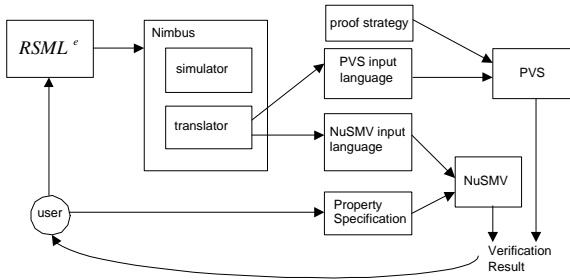 proof strategy
Nimbus
RSML e
simulator
PVS input
language
PVS
translator
NuSMV input
language
NuSMV
user
Property
Specification
Verification
Result